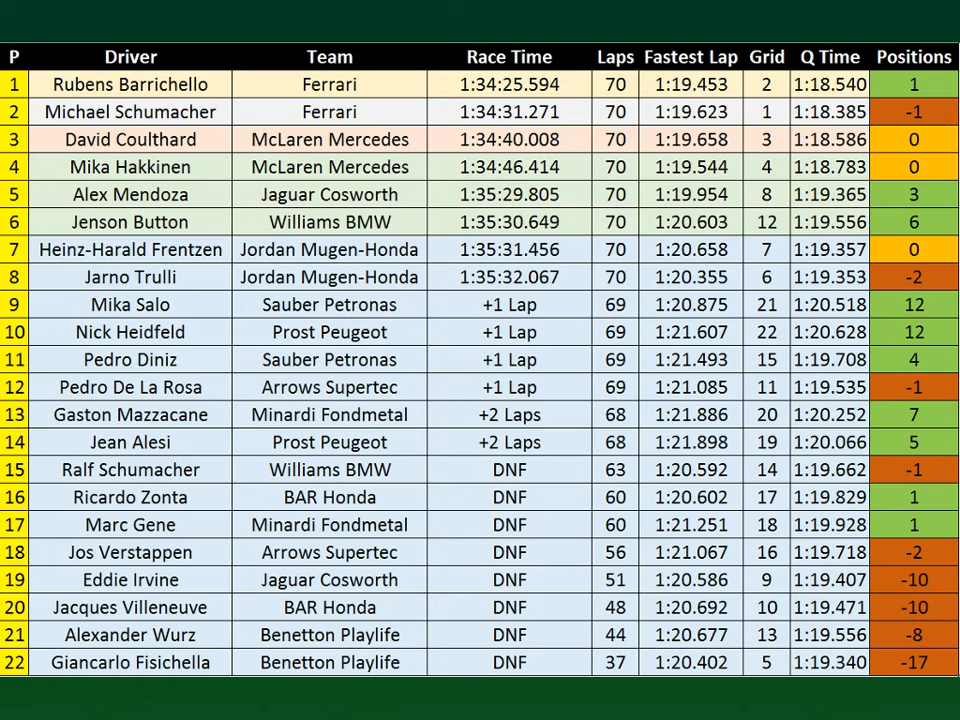 P Driver Team Race Time Laps Fastest Lap Grid Q Time Positions
1 Rubens Barrichello Ferrari 1:34:25.594 70 1:19.453 2 1:18.540 1
2 Michael Schumacher Ferrari 1:34:31.271 70 1:19.623 1 1:18.385 -1
3 David Coulthard McLaren Mercedes 1:34:40.008 70 1:19.658 3 1:18.586 0
4 Mika Hakkinen McLaren Mercedes 1:34:46.414 70 1:19.544 4 1:18.783 0
5 Alex Mendoza Jaguar Cosworth 1:35:29.805 70 1:19.954 8 1:19.365 3
6 Jenson Button Williams BMW 1:35:30.649 70 1:20.603 12 1:19.556 6
7 Heinz-Harald Frentzen Jordan Mugen-Honda 1:35:31.456 70 1:20.658 7 1:19.357 0
8 Jarno Trulli Jordan Mugen-Honda 1:35:32.067 70 1:20.355 6 1:19.353 -2
9 Mika Salo Sauber Petronas +1 Lap 69 1:20.875 21 1:20.518 12
10 Nick Heidfeld Prost Peugeot +1 Lap 69 1:21.607 22 1:20.628 12
11 Pedro Diniz Sauber Petronas +1 Lap 69 1:21.493 15 1:19.708 4
12 Pedro De La Rosa Arrows Supertec +1 Lap 69 1:21.085 11 1:19.535 -1
13 Gaston Mazzacane Minardi Fondmetal +2 Laps 68 1:21.886 20 1:20.252 7
14 Jean Alesi Prost Peugeot +2 Laps 68 1:21.898 19 1:20.066 5
15 Ralf Schumacher Williams BMW DNF 63 1:20.592 14 1:19.662 -1
16 Ricardo Zonta BAR Honda DNF 60 1:20.602 17 1:19.829 1
17 Marc Gene Minardi Fondmetal DNF 60 1:21.251 18 1:19.928 1
18 Jos Verstappen Arrows Supertec DNF 56 1:21.067 16 1:19.718 -2
19 Eddie Irvine Jaguar Cosworth DNF 51 1:20.586 9 1:19.407 -10
20 Jacques Villeneuve BAR Honda DNF 48 1:20.692 10 1:19.471 -10
21 Alexander Wurz Benetton Playlife DNF 44 1:20.677 13 1:19.556 -8
22 Giancarlo Fisichella Benetton Playlife DNF 37 1:20.402 5 1:19.340 -17